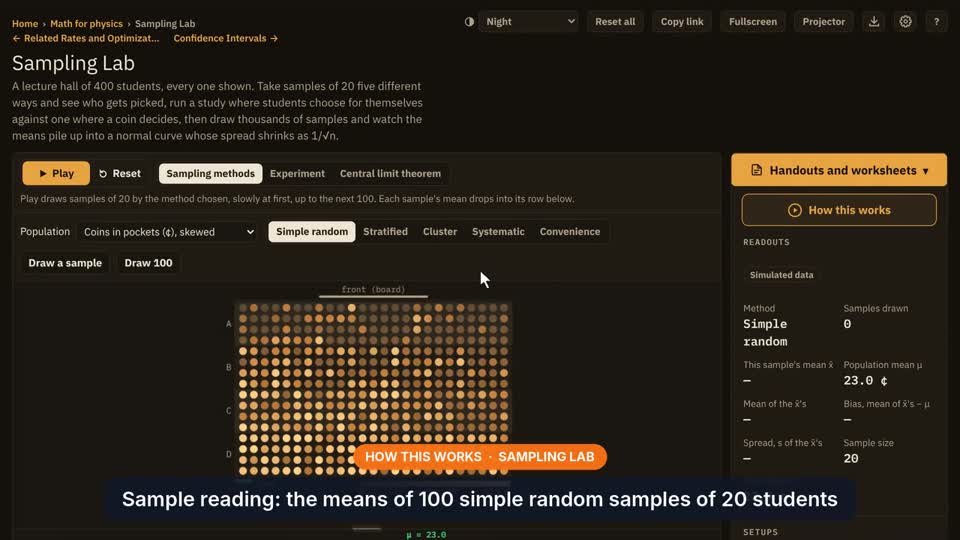 Home › Math for physics › Sampling Lab
← Related Rates and Optimizat... Confidence Intervals →
Night
Reset all
Copy link
Fullscreen
Projector
?
Sampling Lab
A lecture hall of 400 students, every one shown. Take samples of 20 five different
ways and see who gets picked, run a study where students choose for themselves
against one where a coin decides, then draw thousands of samples and watch the
means pile up into a normal curve whose spread shrinks as 1/√n.
Play Reset Sampling methods Experiment Central limit theorem
Play draws samples of 20 by the method chosen, slowly at first, up to the next 100. Each sample's mean drops into its row below.
Population Coins in pockets (¢), skewed Simple random Stratified Cluster Systematic Convenience
Draw a sample Draw 100
front (board)
A
B
C
D
μ = 23.0
Handouts and worksheets ▾
How this works
READOUTS
Simulated data
Method Samples drawn
Simple random 0
This sample's mean x̄ Population mean μ
— 23.0 ¢
Mean of the x̄'s Bias, mean of x̄'s − μ
— —
Spread, s of the x̄'s Sample size
— 20
SETUPS
HOW THIS WORKS · SAMPLING LAB
Sample reading: the means of 100 simple random samples of 20 students